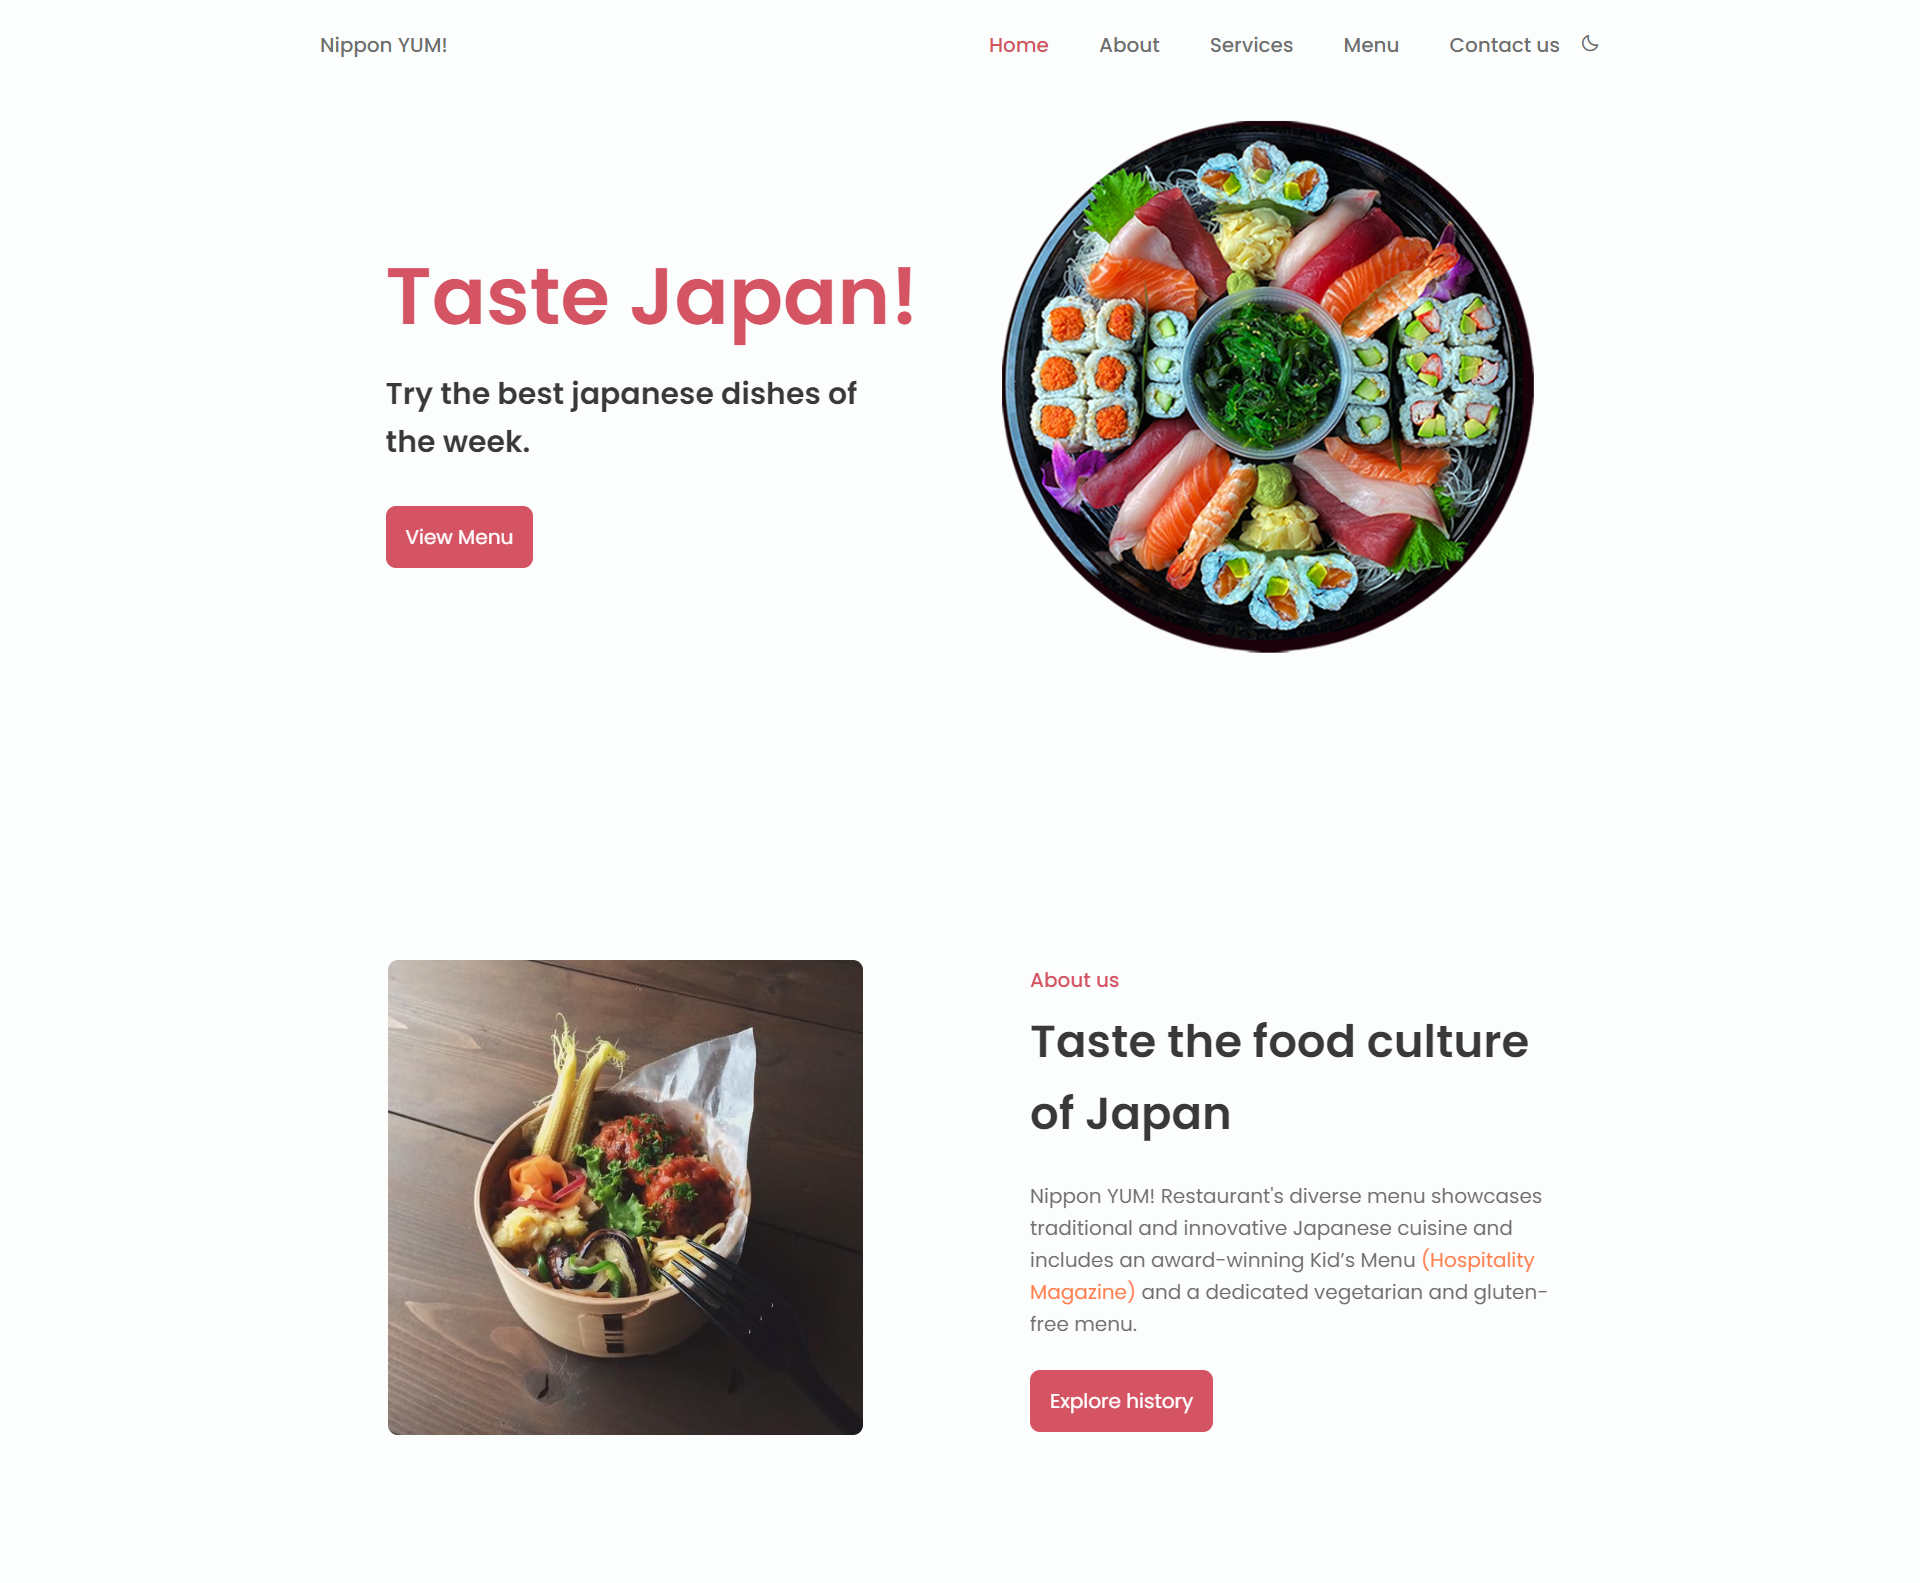 Nippon YUM!
Home About Services Menu Contact us
Taste Japan!
Try the best japanese dishes of
the week.
View Menu
About us
Taste the food culture
of Japan
Nippon YUM! Restaurant's diverse menu showcases
traditional and innovative Japanese cuisine and
includes an award-winning Kid’s Menu (Hospitality
Magazine) and a dedicated vegetarian and gluten-
free menu.
Explore history